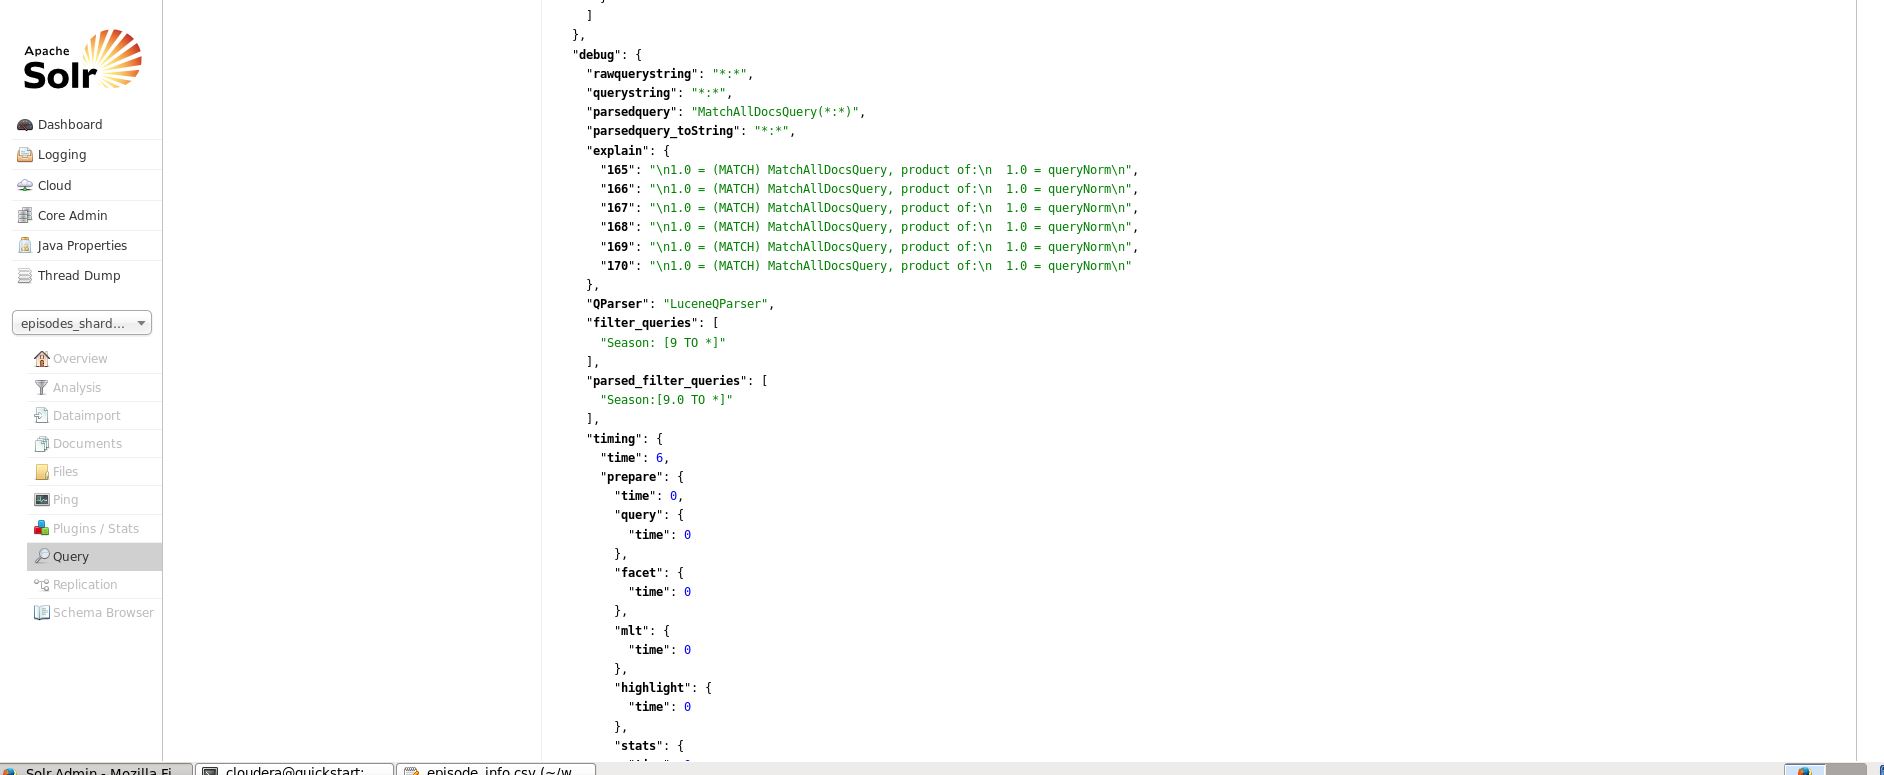 Apache
Solr
Dashboard
Logging
Cloud
Core Admin
Java Properties
Thread Dump
episodes_shard...
Overview
Analysis
Dataimport
Documents
Files
Ping
Plugins / Stats
Query
Replication
Schema Browser
]
},
"debug": {
"rawquerystring": "*:*",
"querystring": "*:*",
"parsedquery": "MatchAllDocsQuery(*:*)",
"parsedquery_toString": "*:*",
"explain": {
"165": "\n1.0 = (MATCH) MatchAllDocsQuery, product of:\n  1.0 = queryNorm\n",
"166": "\n1.0 = (MATCH) MatchAllDocsQuery, product of:\n  1.0 = queryNorm\n",
"167": "\n1.0 = (MATCH) MatchAllDocsQuery, product of:\n  1.0 = queryNorm\n",
"168": "\n1.0 = (MATCH) MatchAllDocsQuery, product of:\n  1.0 = queryNorm\n",
"169": "\n1.0 = (MATCH) MatchAllDocsQuery, product of:\n  1.0 = queryNorm\n",
"170": "\n1.0 = (MATCH) MatchAllDocsQuery, product of:\n  1.0 = queryNorm\n"
},
"QParser": "LuceneQParser",
"filter_queries": [
"Season: [9 TO *]"
],
"parsed_filter_queries": [
"Season:[9.0 TO *]"
],
"timing": {
"time": 6,
"prepare": {
"time": 0,
"query": {
"time": 0
},
"facet": {
"time": 0
},
"mlt": {
"time": 0
},
"highlight": {
"time": 0
},
"stats": {
Solr Admin - Mozilla Fi...
cloudera@quickstart:
episode_info.csv (~/w